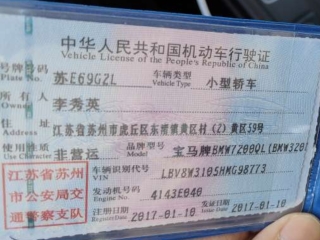 中华人民共和国机动车行驶证
Vehicle License of the People's Republic of China
号牌号码 苏E69G2L 车辆类型 小型轿车
Plate No. Vehicle Type
所有人 李秀英
Owner
住址 江苏省苏州市虎丘区东渚镇黄区村(2)黄区59号
Address
使用性质 非营运 品牌型号 宝马牌BMW7200QL(BMW320L
Use Character Model
江苏省苏州 车辆识别代号 LBV8W3105HMG98773
VIN
市公安局交 发动机号码 4143E040
Engine No.
通警察支队 注册日期 2017-01-10 发证日期 2017-01-10
Register Date Issue Date